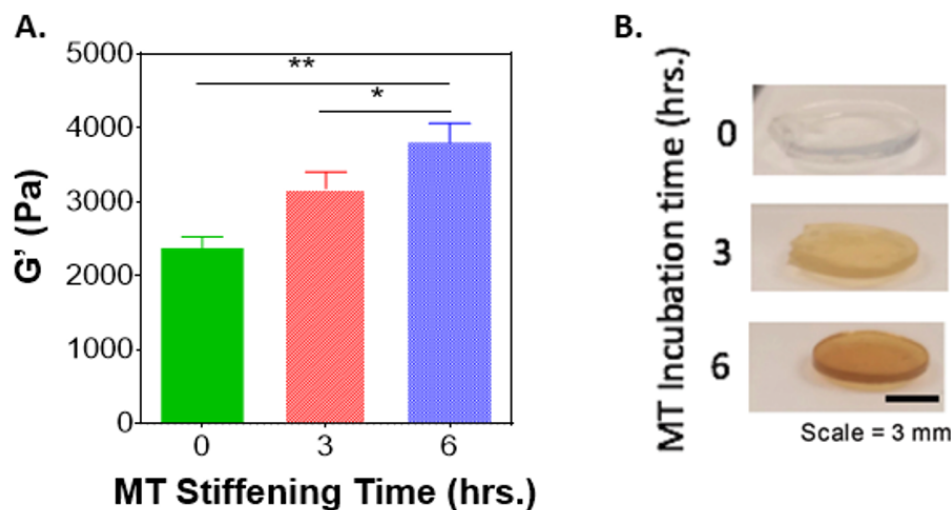 A.
5000
4000
3000
2000
1000
0
G' (Pa)
**
*
0 3 6
MT Stiffening Time (hrs.)
B.
MT Incubation time (hrs.)
0
3
6
Scale = 3 mm